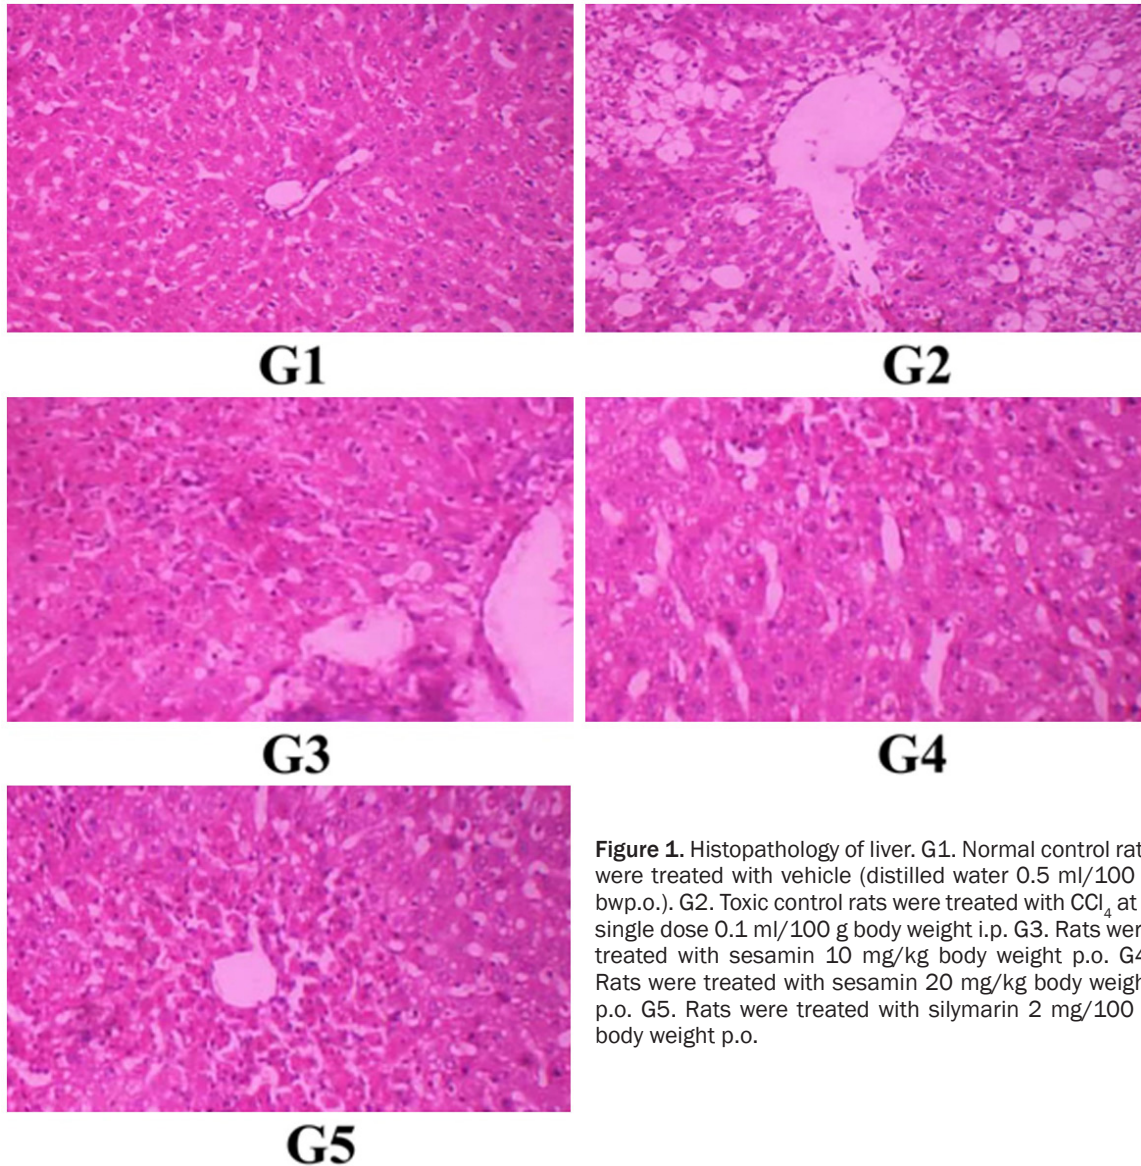 G1
G2
G3
G4
G5
Figure 1. Histopathology of liver. G1. Normal control rat
were treated with vehicle (distilled water 0.5 ml/100
bwp.o.). G2. Toxic control rats were treated with CCl₄ at
single dose 0.1 ml/100 g body weight i.p. G3. Rats wer
treated with sesamin 10 mg/kg body weight p.o. G4
Rats were treated with sesamin 20 mg/kg body weigh
p.o. G5. Rats were treated with silymarin 2 mg/100
body weight p.o.